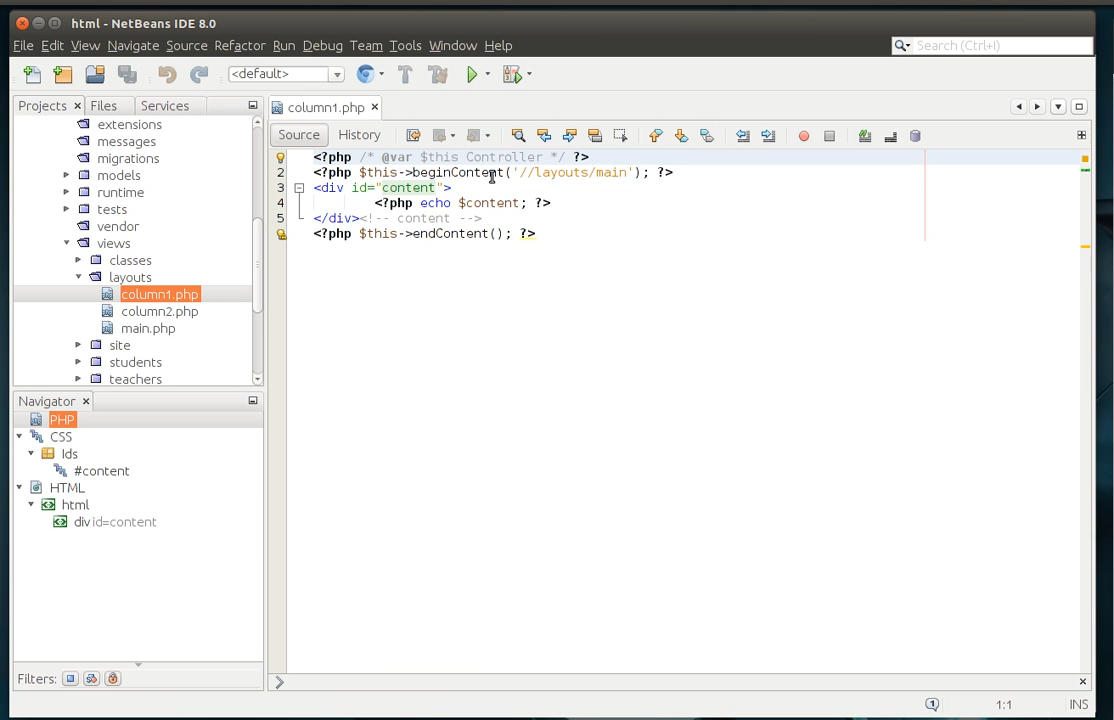 html - NetBeans IDE 8.0
File Edit View Navigate Source Refactor Run Debug Team Tools Window Help
Search (Ctrl+I)
<default>
Projects Files Services
column1.php
Source History
extensions
messages
migrations
models
runtime
tests
vendor
views
classes
layouts
column1.php
column2.php
main.php
site
students
teachers
1 <?php /* @var $this Controller */ ?>
2 <?php $this->beginContent('//layouts/main'); ?>
3 <div id="content">
4 <?php echo $content; ?>
5 </div><!-- content -->
<?php $this->endContent(); ?>
Navigator
PHP
CSS
Ids
#content
HTML
html
div id=content
Filters:
1
1:1
INS